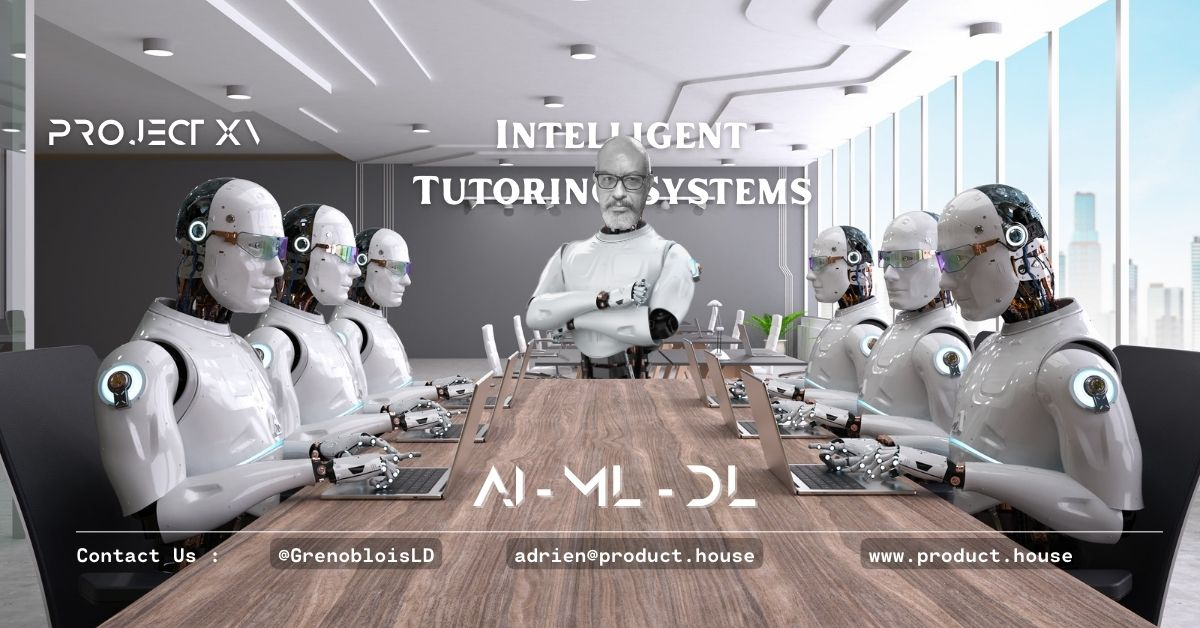 PROJECT XV
INTELLIGENT
TUTORING SYSTEMS
AI - ML - DL
Contact Us :
@GrenobloisLD
adrien@product.house
www.product.house